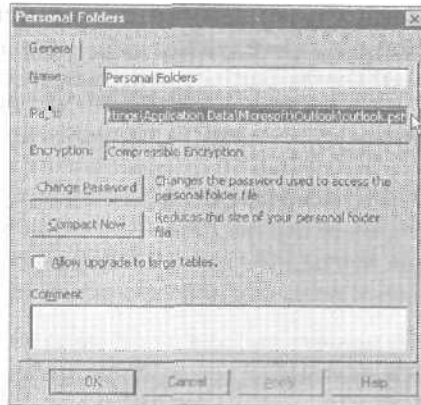 Personal Folders
General
Name: Personal Folders
Path: ttings\Application Data\Microsoft\Outlook\outlook.pst
Encryption: Compressible Encryption
Change Password Changes the password used to access the
personal folder file
Compact Now Reduces the size of your personal folder
file
Allow upgrade to large tables.
Comment
OK Cancel Apply Help